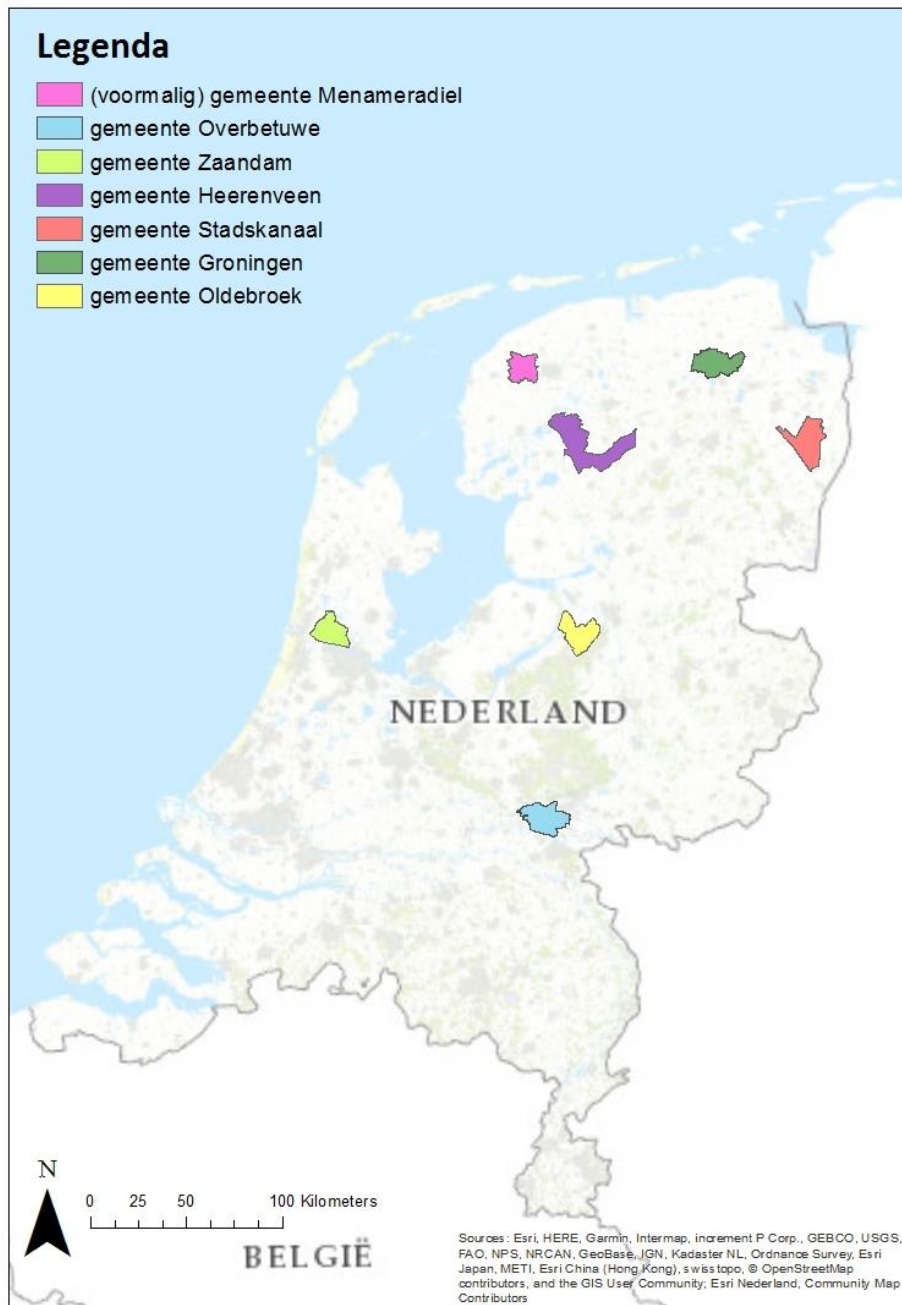 Legenda
(voormalig) gemeente Menameradiel
gemeente Overbetuwe
gemeente Zaandam
gemeente Heerenveen
gemeente Stadskanaal
gemeente Groningen
gemeente Oldebroek
NEDERLAND
N
0 25 50 100 Kilometers
BELGIË
Sources: Esri, HERE, Garmin, Intermap, increment P Corp., GEBCO, USGS,
FAO, NPS, NRCAN, GeoBase, IGN, Kadaster NL, Ordnance Survey, Esri
Japan, METI, Esri China (Hong Kong), swisstopo, © OpenStreetMap
contributors, and the GIS User Community; Esri Nederland, Community Map
Contributors